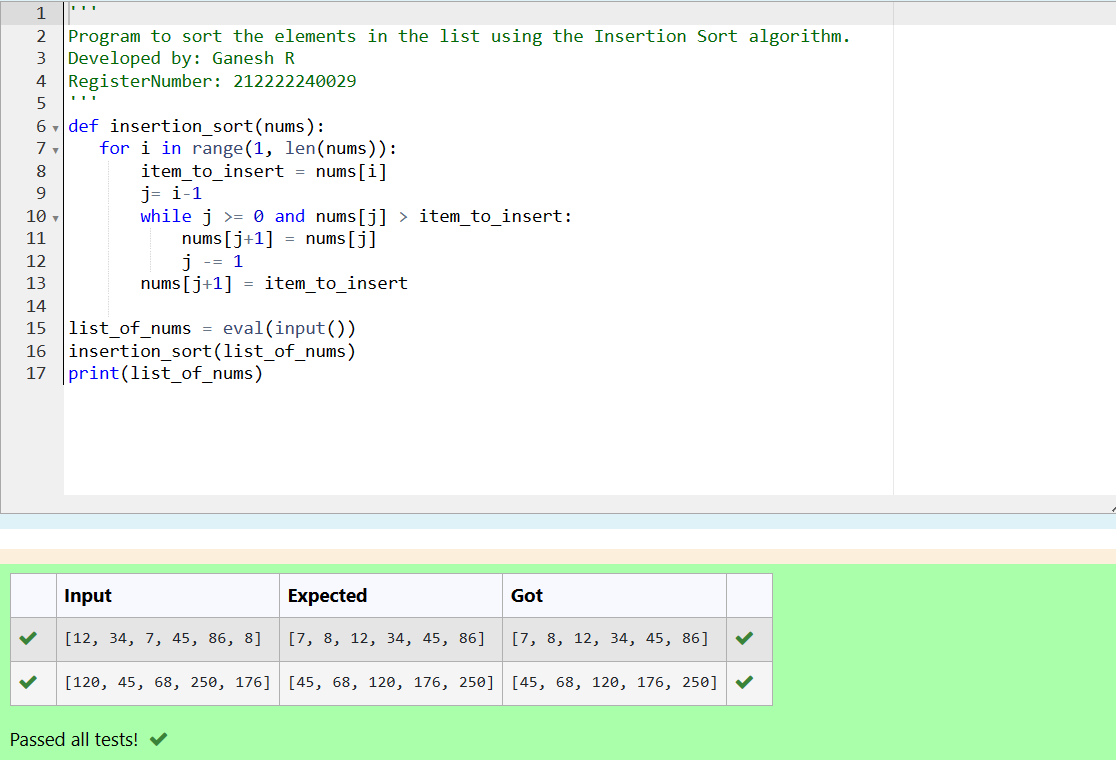 1 '''
2 Program to sort the elements in the list using the Insertion Sort algorithm.
3 Developed by: Ganesh R
4 RegisterNumber: 212222240029
5 '''
6 def insertion_sort(nums):
7    for i in range(1, len(nums)):
8        item_to_insert = nums[i]
9        j= i-1
10        while j >= 0 and nums[j] > item_to_insert:
11            nums[j+1] = nums[j]
12            j -= 1
13        nums[j+1] = item_to_insert
14
15 list_of_nums = eval(input())
16 insertion_sort(list_of_nums)
17 print(list_of_nums)
Input Expected Got
[12, 34, 7, 45, 86, 8] [7, 8, 12, 34, 45, 86] [7, 8, 12, 34, 45, 86]
[120, 45, 68, 250, 176] [45, 68, 120, 176, 250] [45, 68, 120, 176, 250]
Passed all tests!